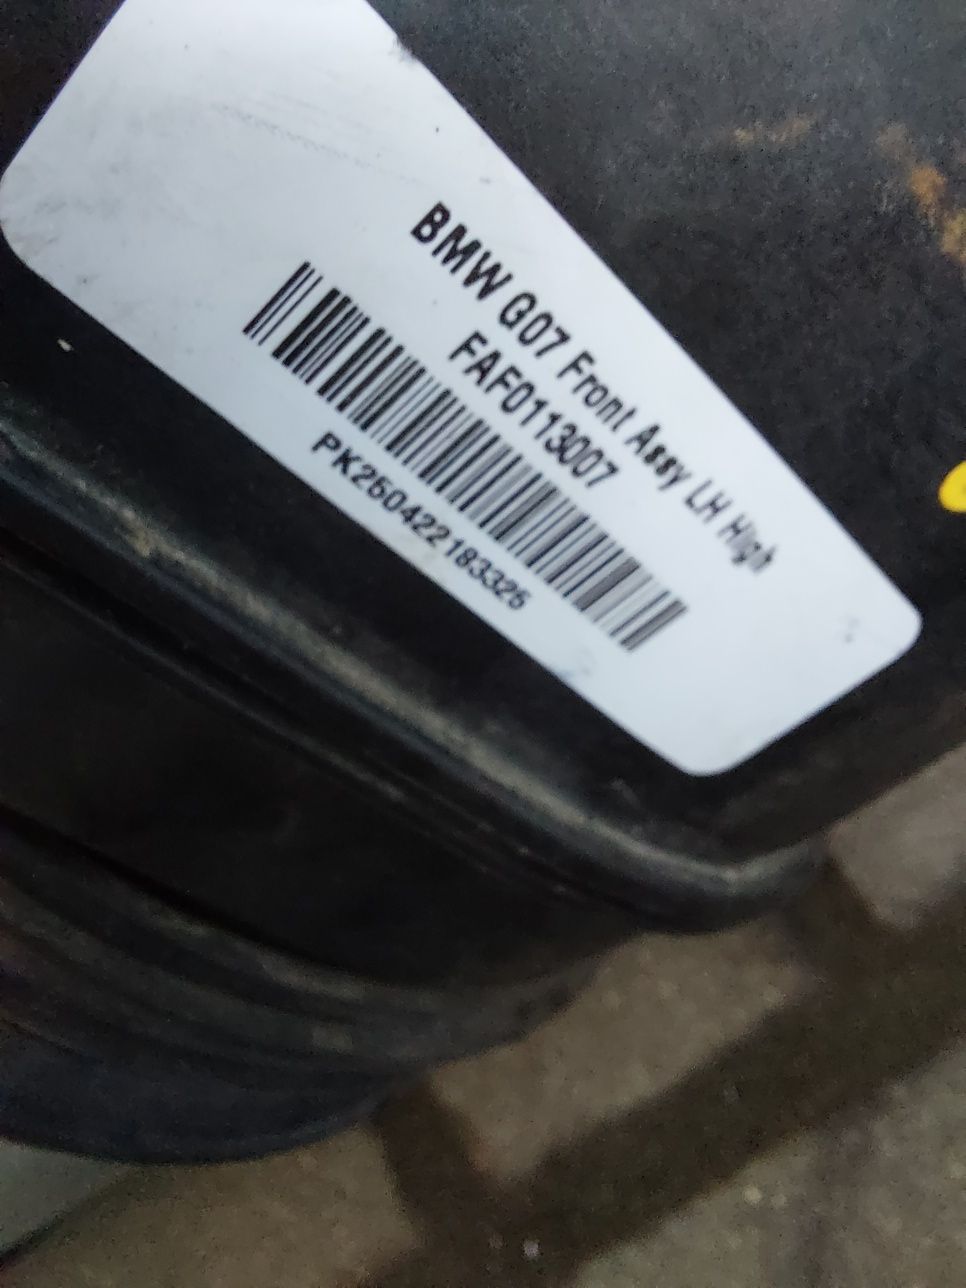 BMW G07 Front Assy LH High
FAF0113007
PK250422183325